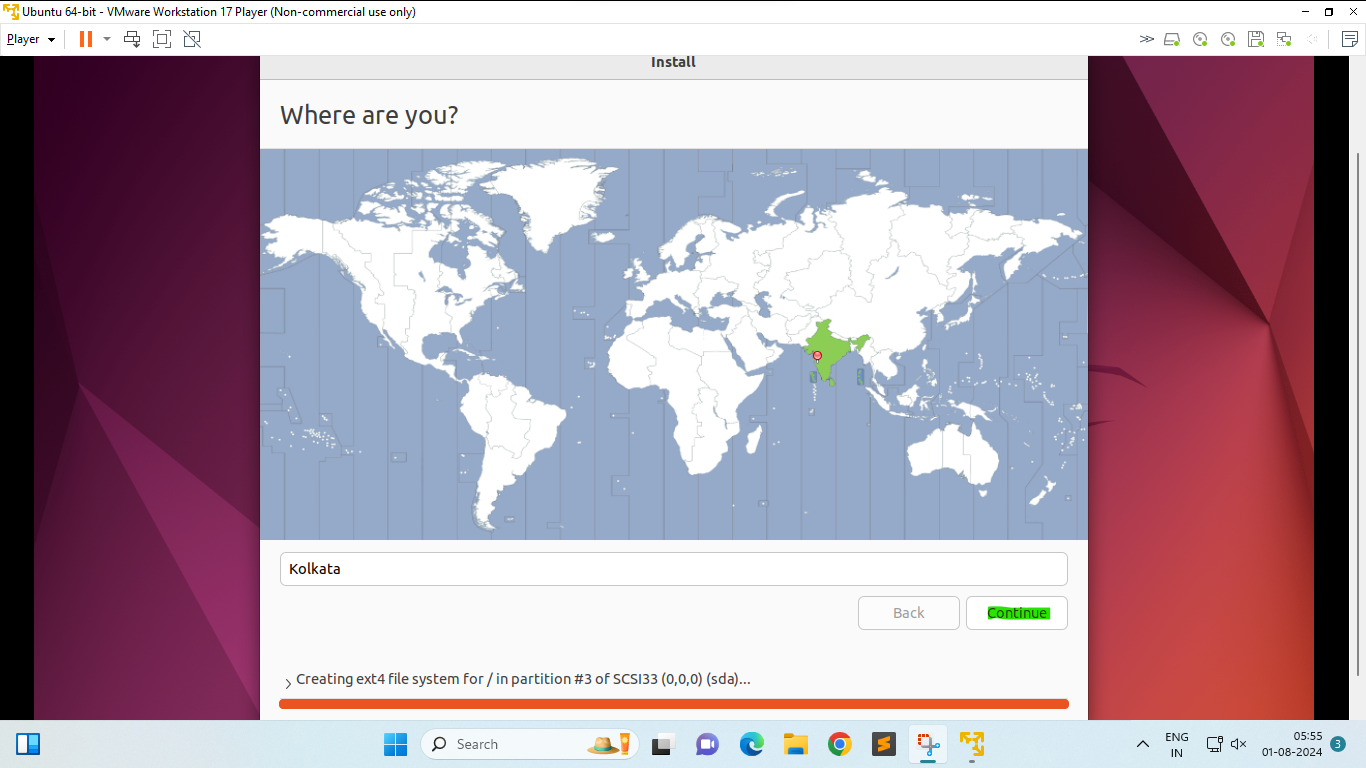 Ubuntu 64-bit - VMware Workstation 17 Player (Non-commercial use only)
Player
Install
Where are you?
Kolkata
Back
Continue
Creating ext4 file system for / in partition #3 of SCSI33 (0,0,0) (sda)...
Search
ENG
IN
05:55
01-08-2024
3